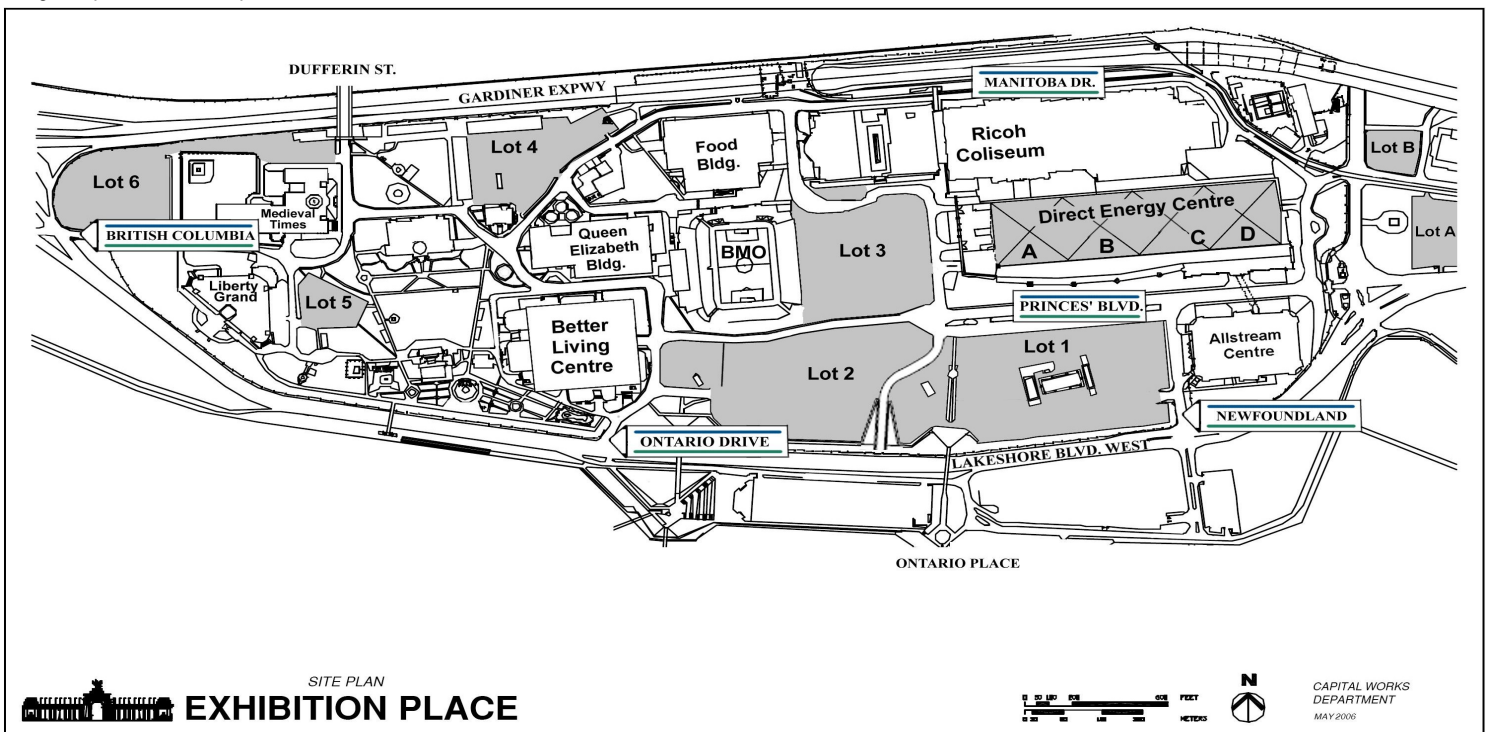 DUFFERIN ST.
GARDINER EXPWY
MANITOBA DR.
Lot 6
Lot 4
Food
Bldg.
Ricoh
Coliseum
Lot B
Medieval
Times
BRITISH COLUMBIA
Queen
Elizabeth
Bldg.
BMO
Lot 3
Direct Energy Centre
A
B
C
D
Lot A
Liberty
Grand
Lot 5
Better
Living
Centre
PRINCES' BLVD.
Lot 2
Lot 1
Allstream
Centre
ONTARIO DRIVE
NEWFOUNDLAND
LAKESHORE BLVD. WEST
ONTARIO PLACE
SITE PLAN
EXHIBITION PLACE
FEET
METERS
N
CAPITAL WORKS
DEPARTMENT
MAY 2006